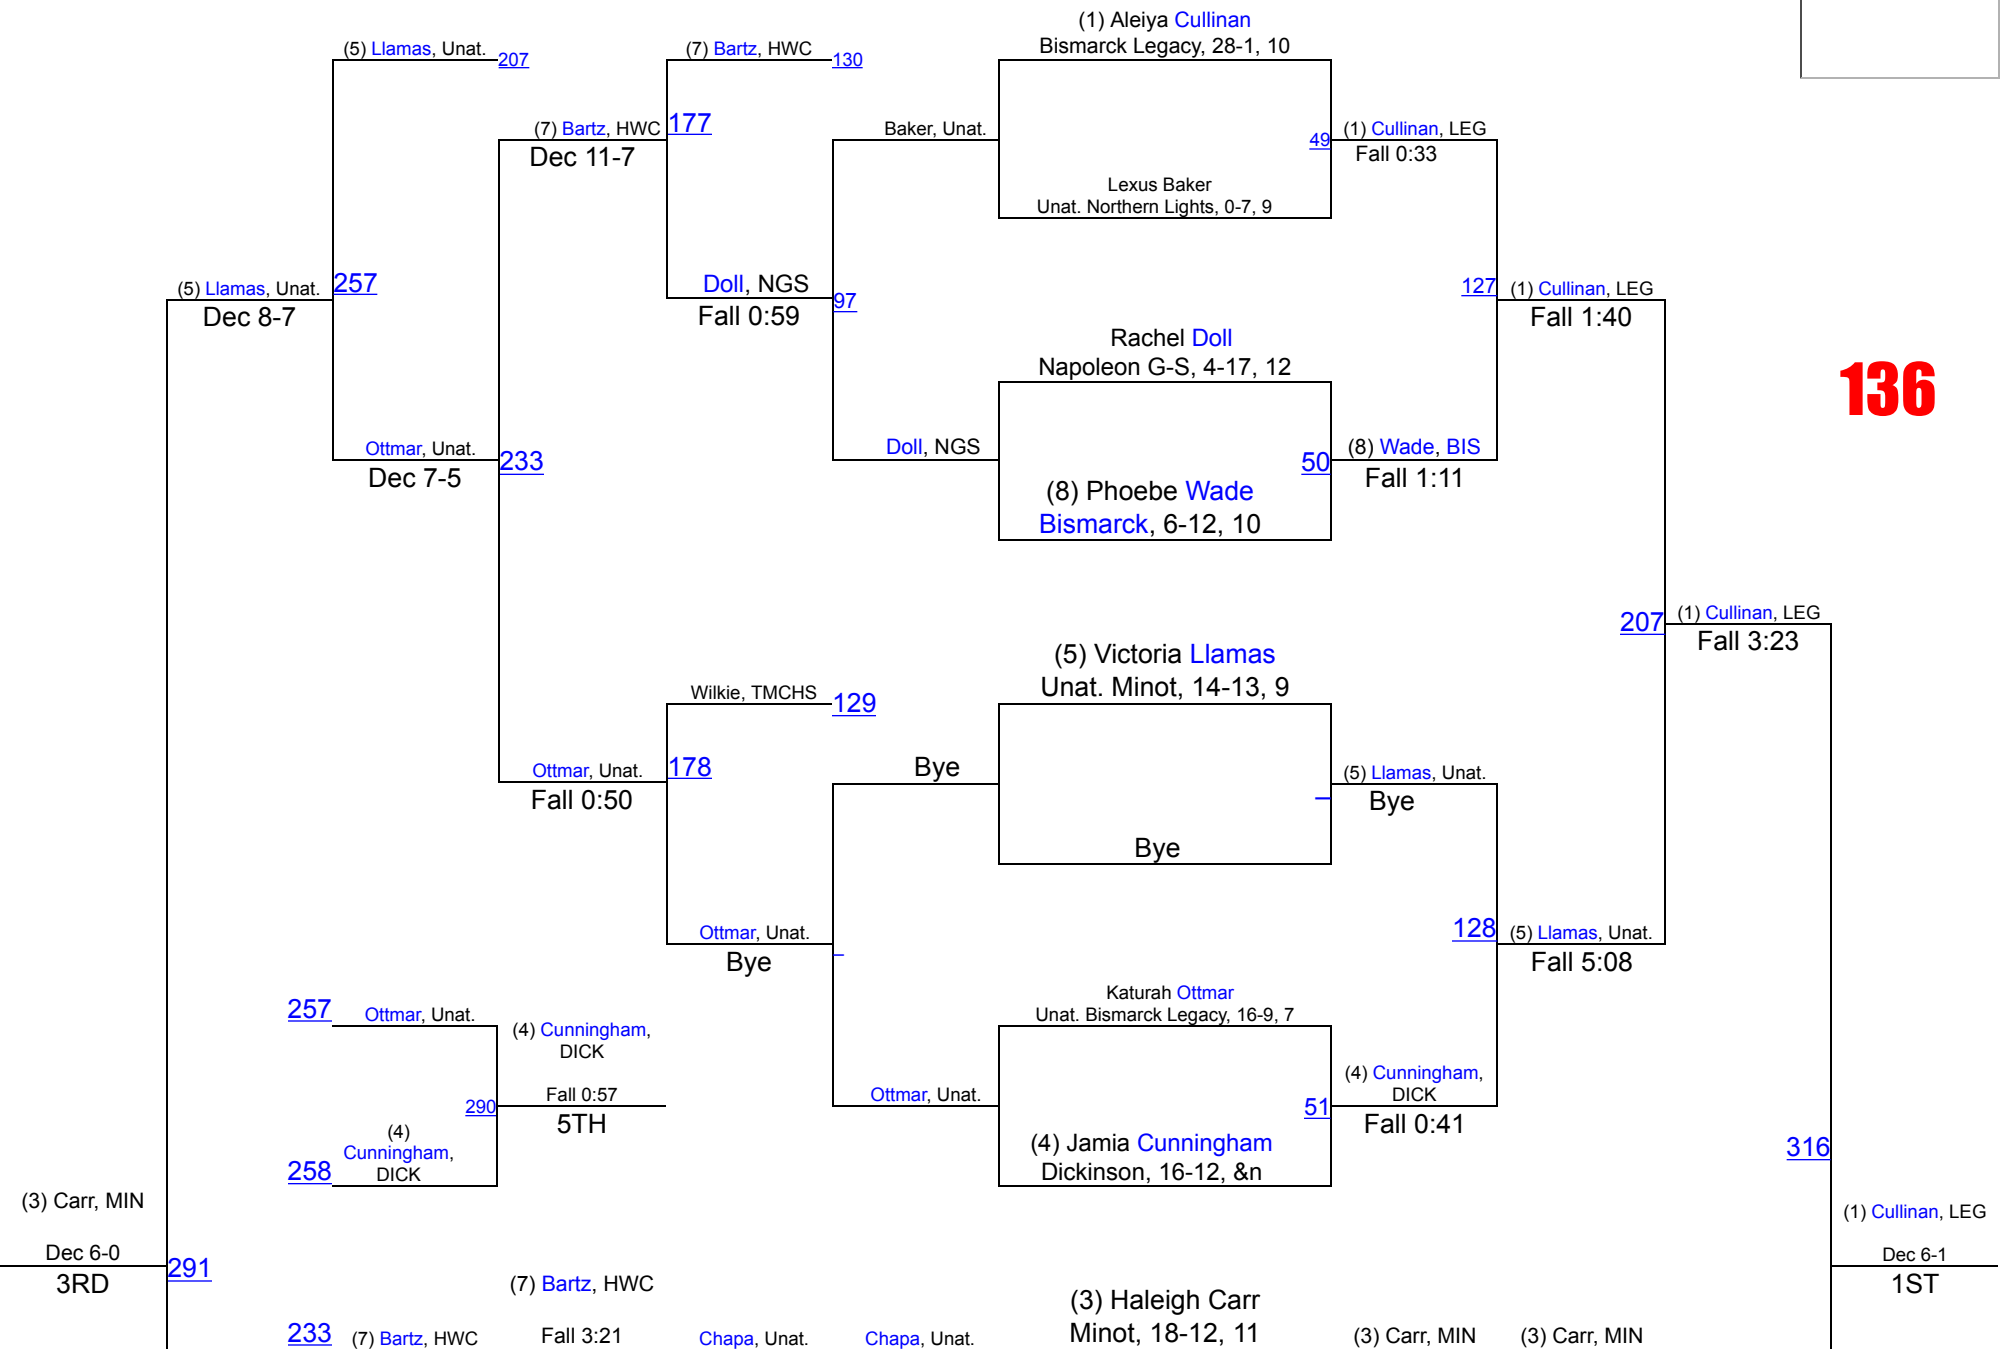 (1) Aleiya Cullinan
Bismarck Legacy, 28-1, 10
(5) Llamas, Unat.
207
(7) Bartz, HWC
130
(7) Bartz, HWC
177
Dec 11-7
Baker, Unat.
49
(1) Cullinan, LEG
Fall 0:33
Lexus Baker
Unat. Northern Lights, 0-7, 9
(5) Llamas, Unat.
257
Dec 8-7
Doll, NGS
97
Fall 0:59
127
(1) Cullinan, LEG
Fall 1:40
Rachel Doll
Napoleon G-S, 4-17, 12
136
Ottmar, Unat.
233
Dec 7-5
Doll, NGS
50
(8) Wade, BIS
Fall 1:11
(8) Phoebe Wade
Bismarck, 6-12, 10
207
(1) Cullinan, LEG
Fall 3:23
(5) Victoria Llamas
Unat. Minot, 14-13, 9
Wilkie, TMCHS
129
Ottmar, Unat.
178
Fall 0:50
Bye
(5) Llamas, Unat.
Bye
Bye
Ottmar, Unat.
Bye
128
(5) Llamas, Unat.
Fall 5:08
Katurah Ottmar
Unat. Bismarck Legacy, 16-9, 7
257
Ottmar, Unat.
(4) Cunningham,
DICK
290
Fall 0:57
5TH
Ottmar, Unat.
51
(4) Cunningham,
DICK
Fall 0:41
258
(4)
Cunningham,
DICK
(4) Jamia Cunningham
Dickinson, 16-12, &n
316
(3) Carr, MIN
Dec 6-0
3RD
291
(1) Cullinan, LEG
Dec 6-1
1ST
(7) Bartz, HWC
(3) Haleigh Carr
Minot, 18-12, 11
233
(7) Bartz, HWC
Fall 3:21
Chapa, Unat.
Chapa, Unat.
(3) Carr, MIN
(3) Carr, MIN